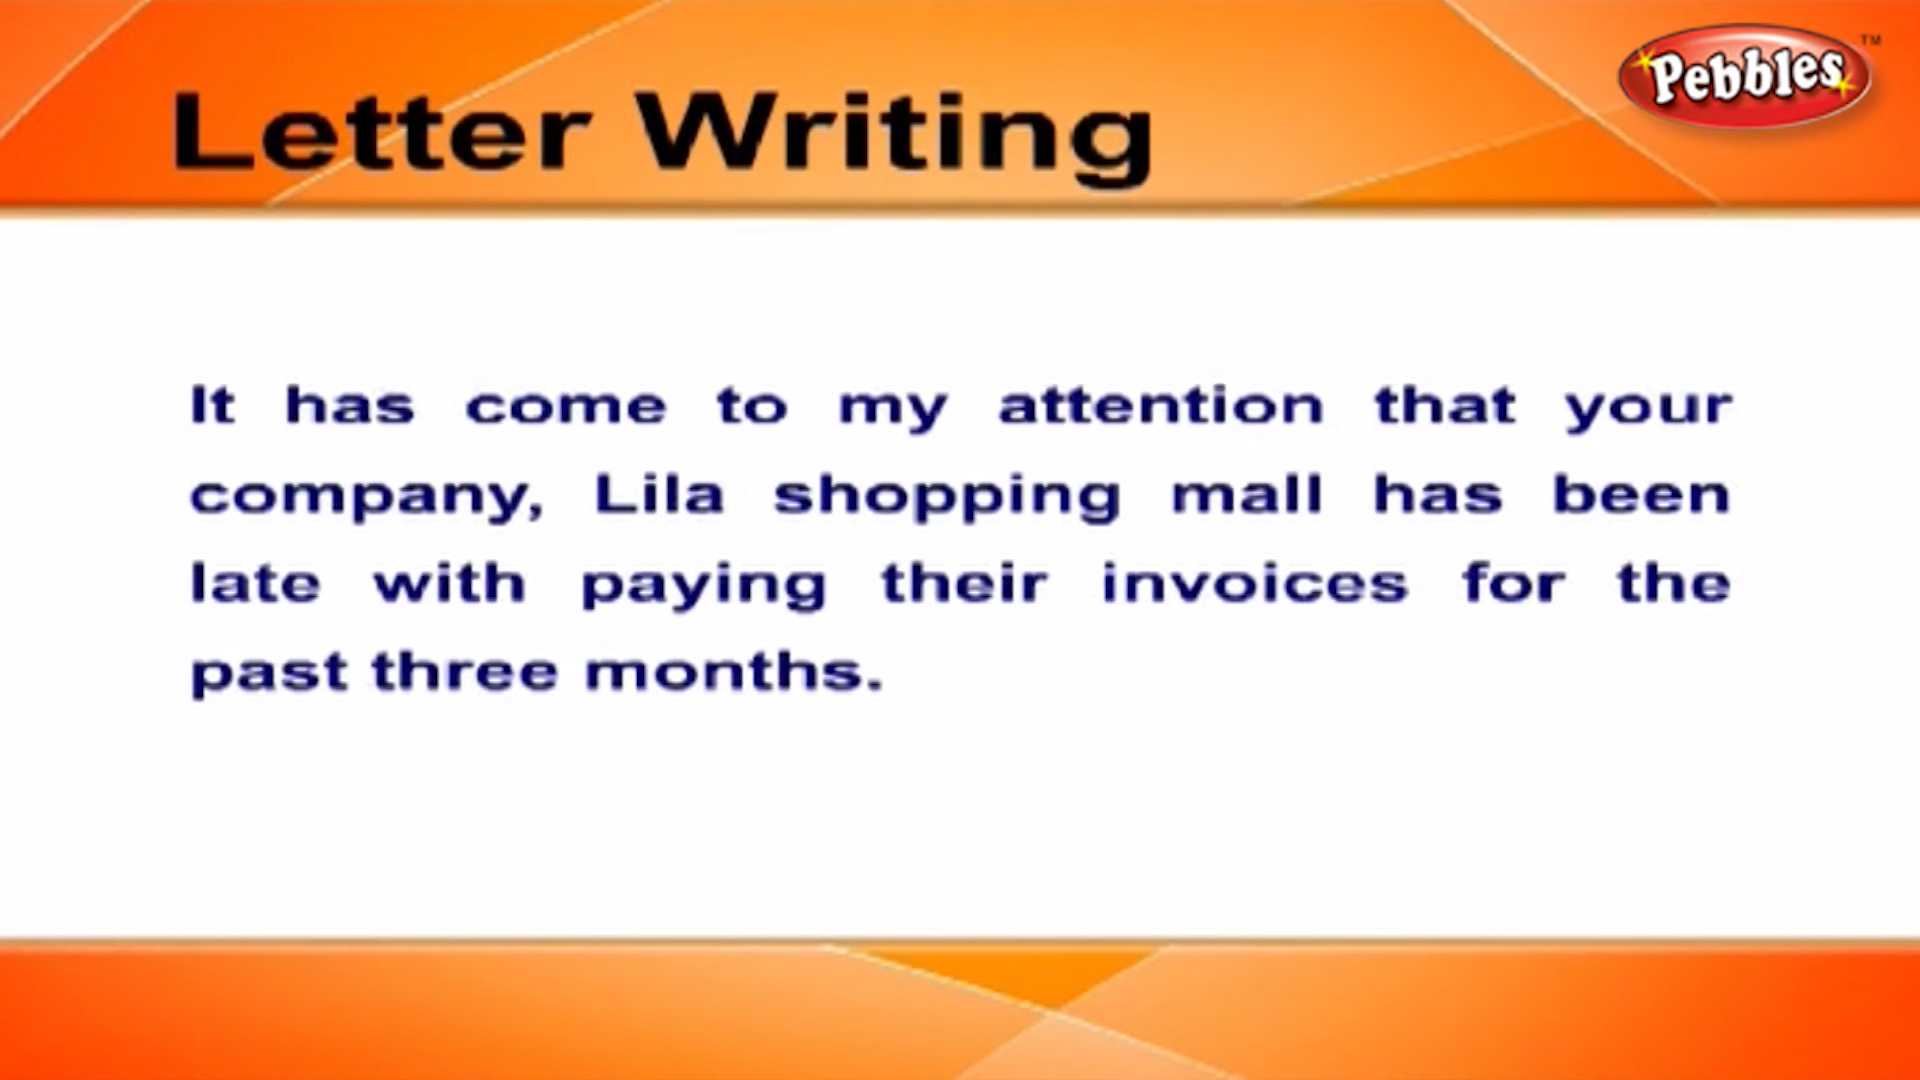 Letter Writing
Pebbles TM
It has come to my attention that your
company, Lila shopping mall has been
late with paying their invoices for the
past three months.